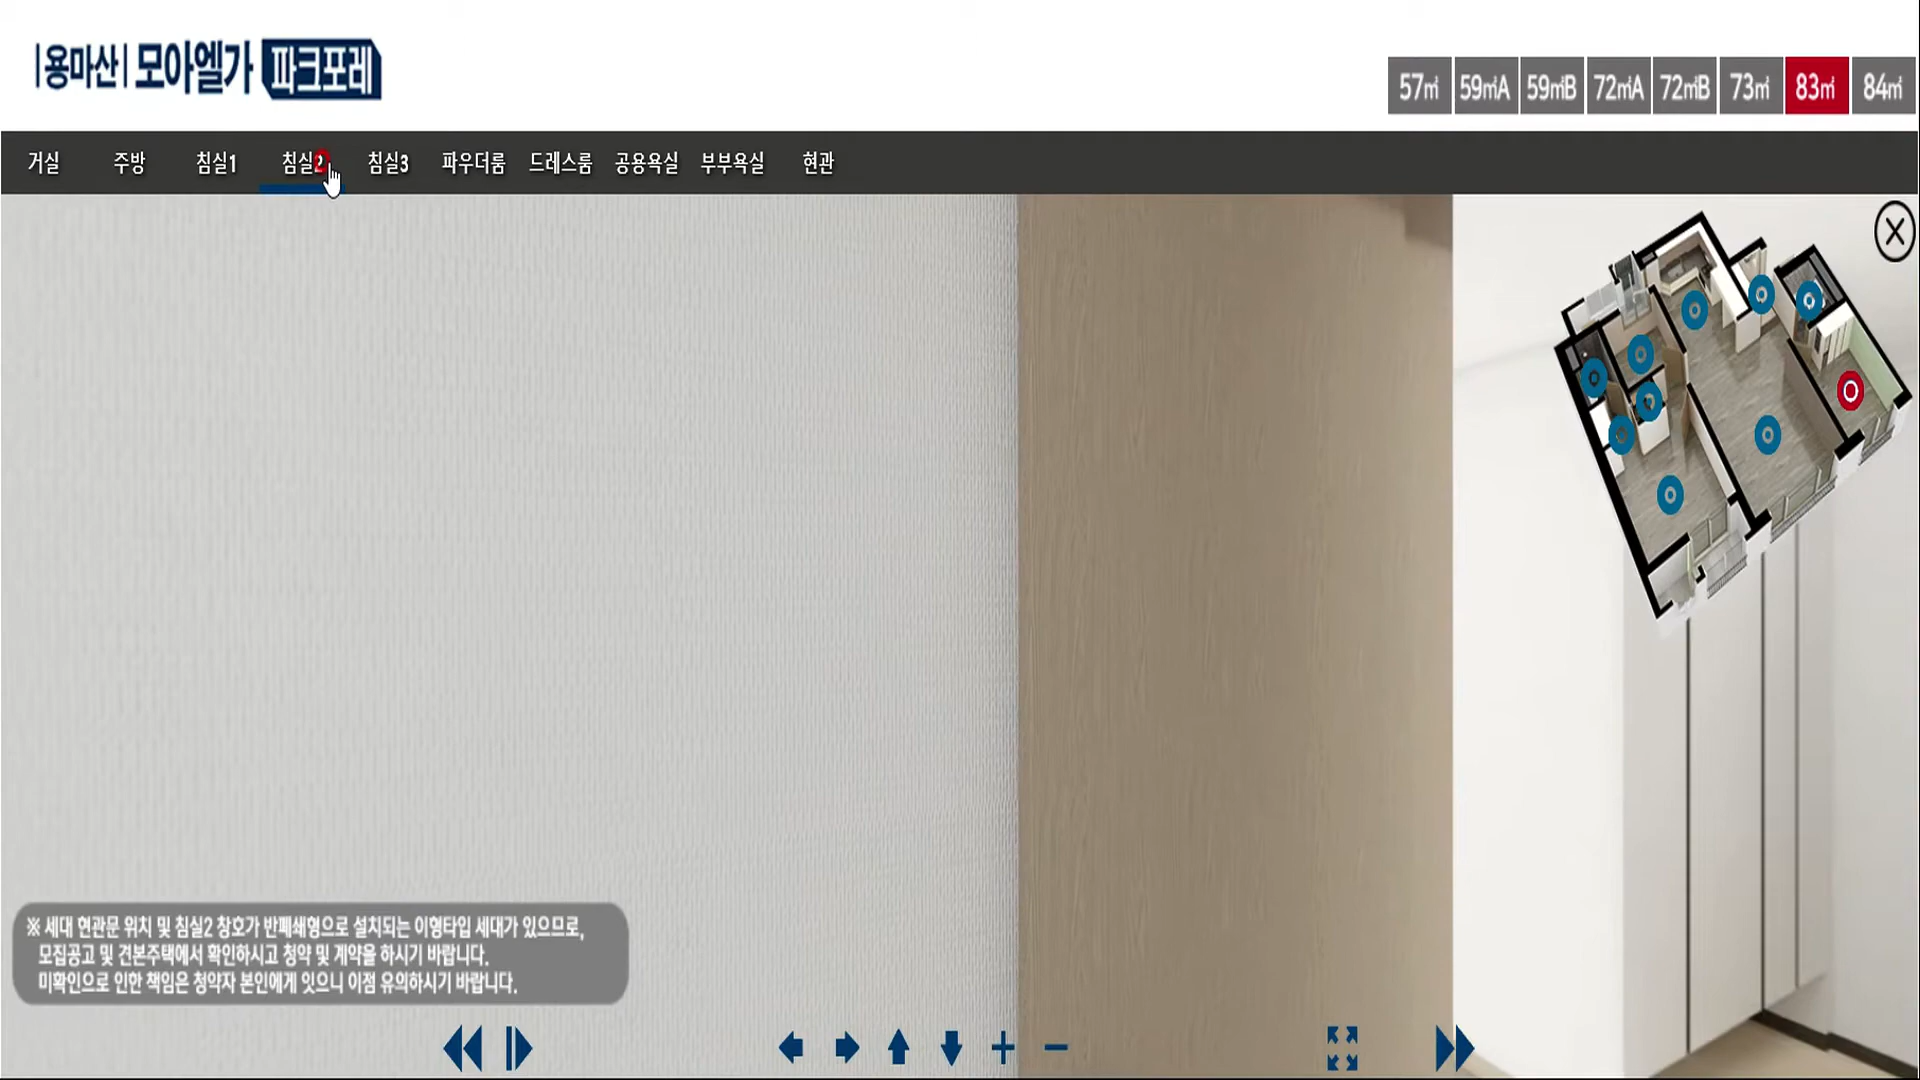 |용마산| 모아엘가 파크포레
57㎡ 59㎡A 59㎡B 72㎡A 72㎡B 73㎡ 83㎡ 84㎡
거실 주방 침실1 침실2 침실3 파우더룸 드레스룸 공용욕실 부부욕실 현관
※ 세대 현관문 위치 및 침실2 창호가 반폐쇄형으로 설치되는 이형타입 세대가 있으므로,
모집공고 및 견본주택에서 확인하시고 청약 및 계약을 하시기 바랍니다.
미확인으로 인한 책임은 청약자 본인에게 잇으니 이점 유의하시기 바랍니다.